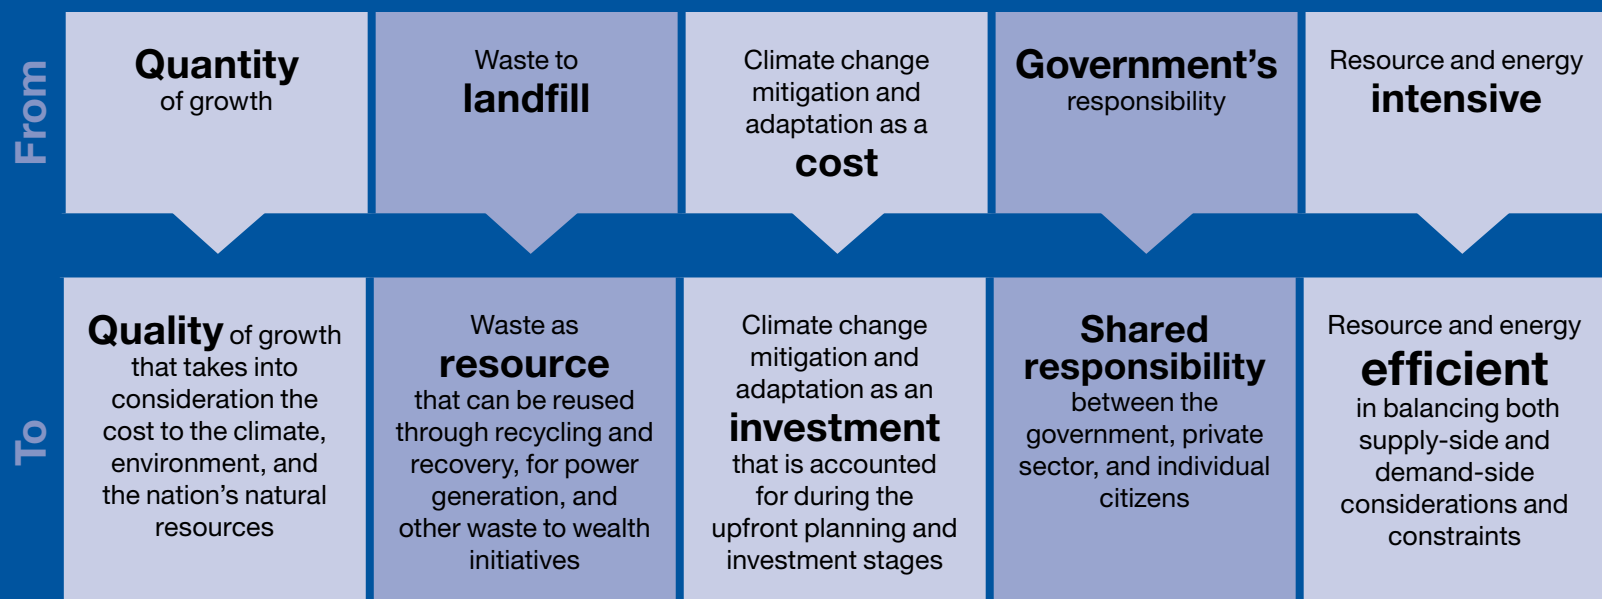 From
Quantity
of growth
Waste to
landfill
Climate change
mitigation and
adaptation as a
cost
Government’s
responsibility
Resource and energy
intensive
To
Quality of growth
that takes into
consideration the
cost to the climate,
environment, and
the nation’s natural
resources
Waste as
resource
that can be reused
through recycling and
recovery, for power
generation, and
other waste to wealth
initiatives
Climate change
mitigation and
adaptation as an
investment
that is accounted
for during the
upfront planning and
investment stages
Shared
responsibility
between the
government, private
sector, and individual
citizens
Resource and energy
efficient
in balancing both
supply-side and
demand-side
considerations and
constraints